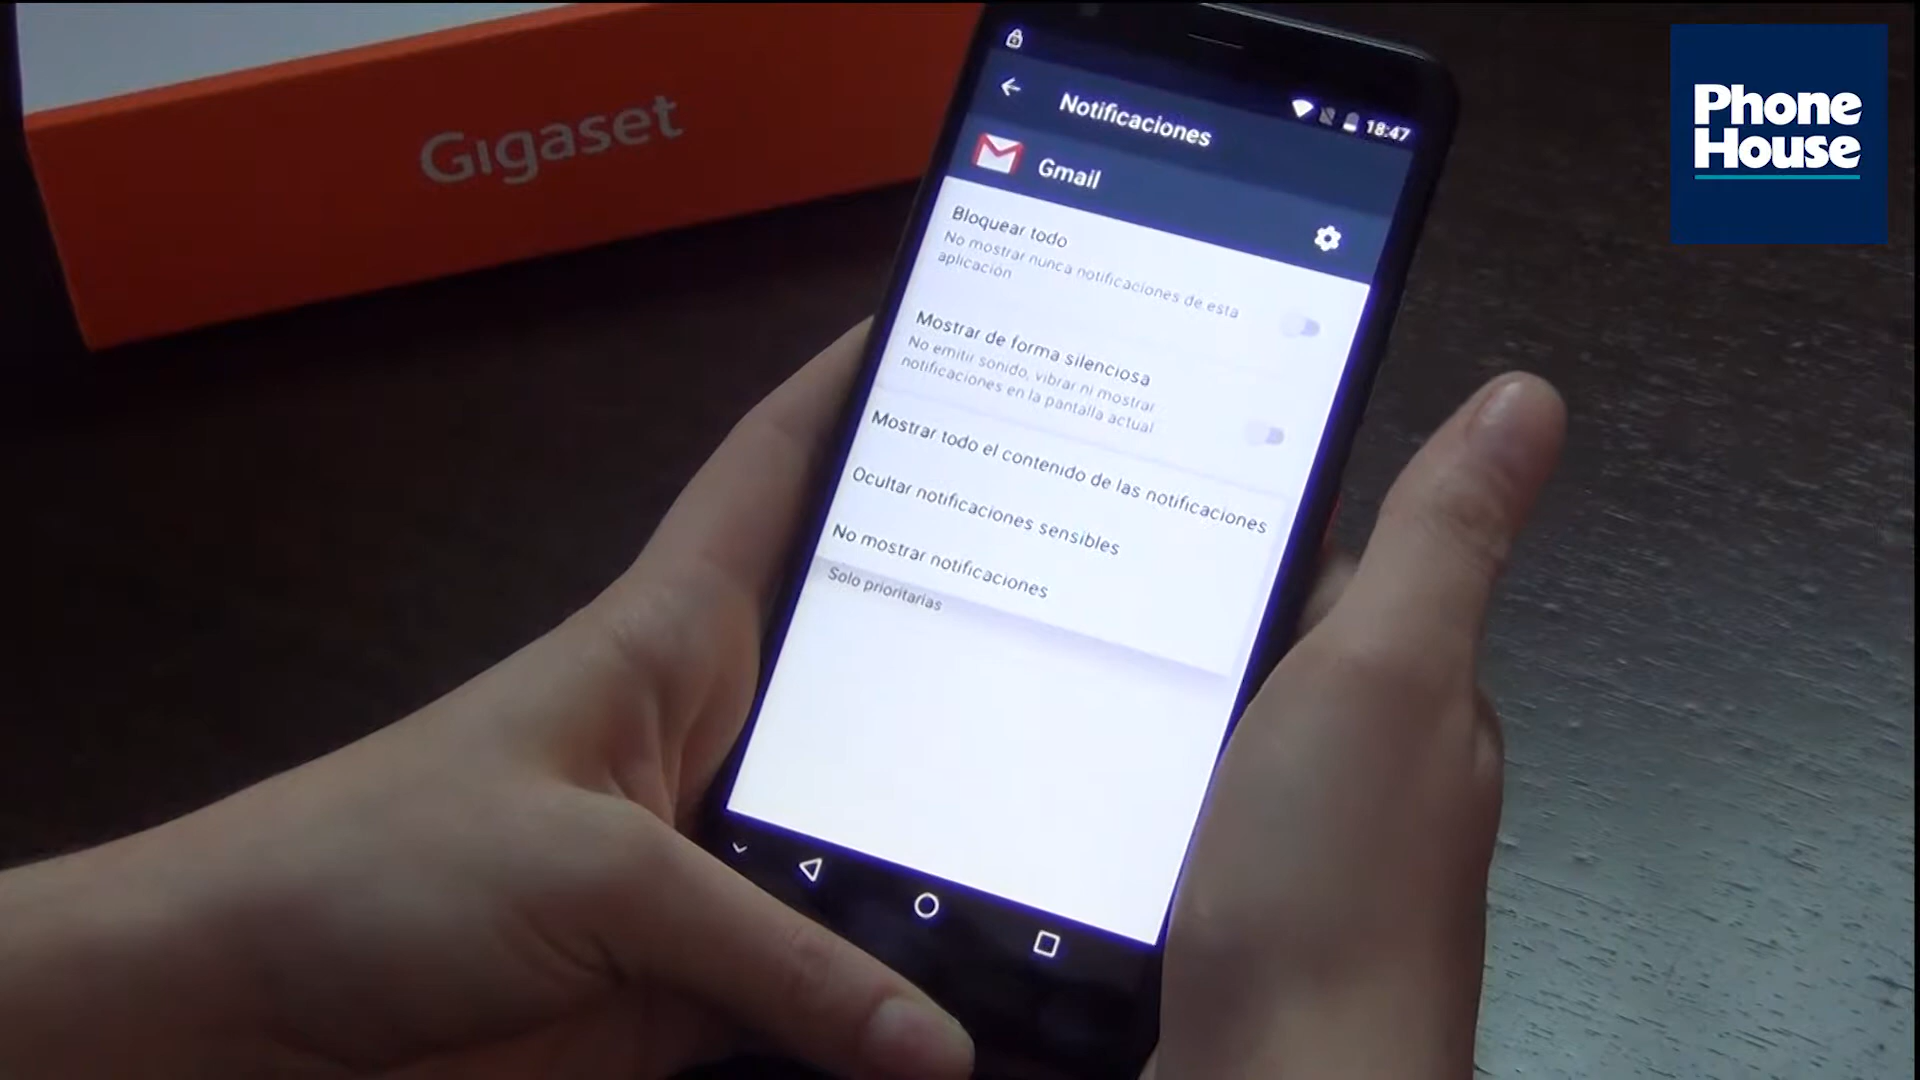 Gigaset
Phone
House
18:47
Notificaciones
Gmail
Bloquear todo
No mostrar nunca notificaciones de esta
aplicación
Mostrar de forma silenciosa
No emitir sonido, vibrar ni mostrar
notificaciones en la pantalla actual
Mostrar todo el contenido de las notificaciones
Ocultar notificaciones sensibles
No mostrar notificaciones
Solo prioritarias